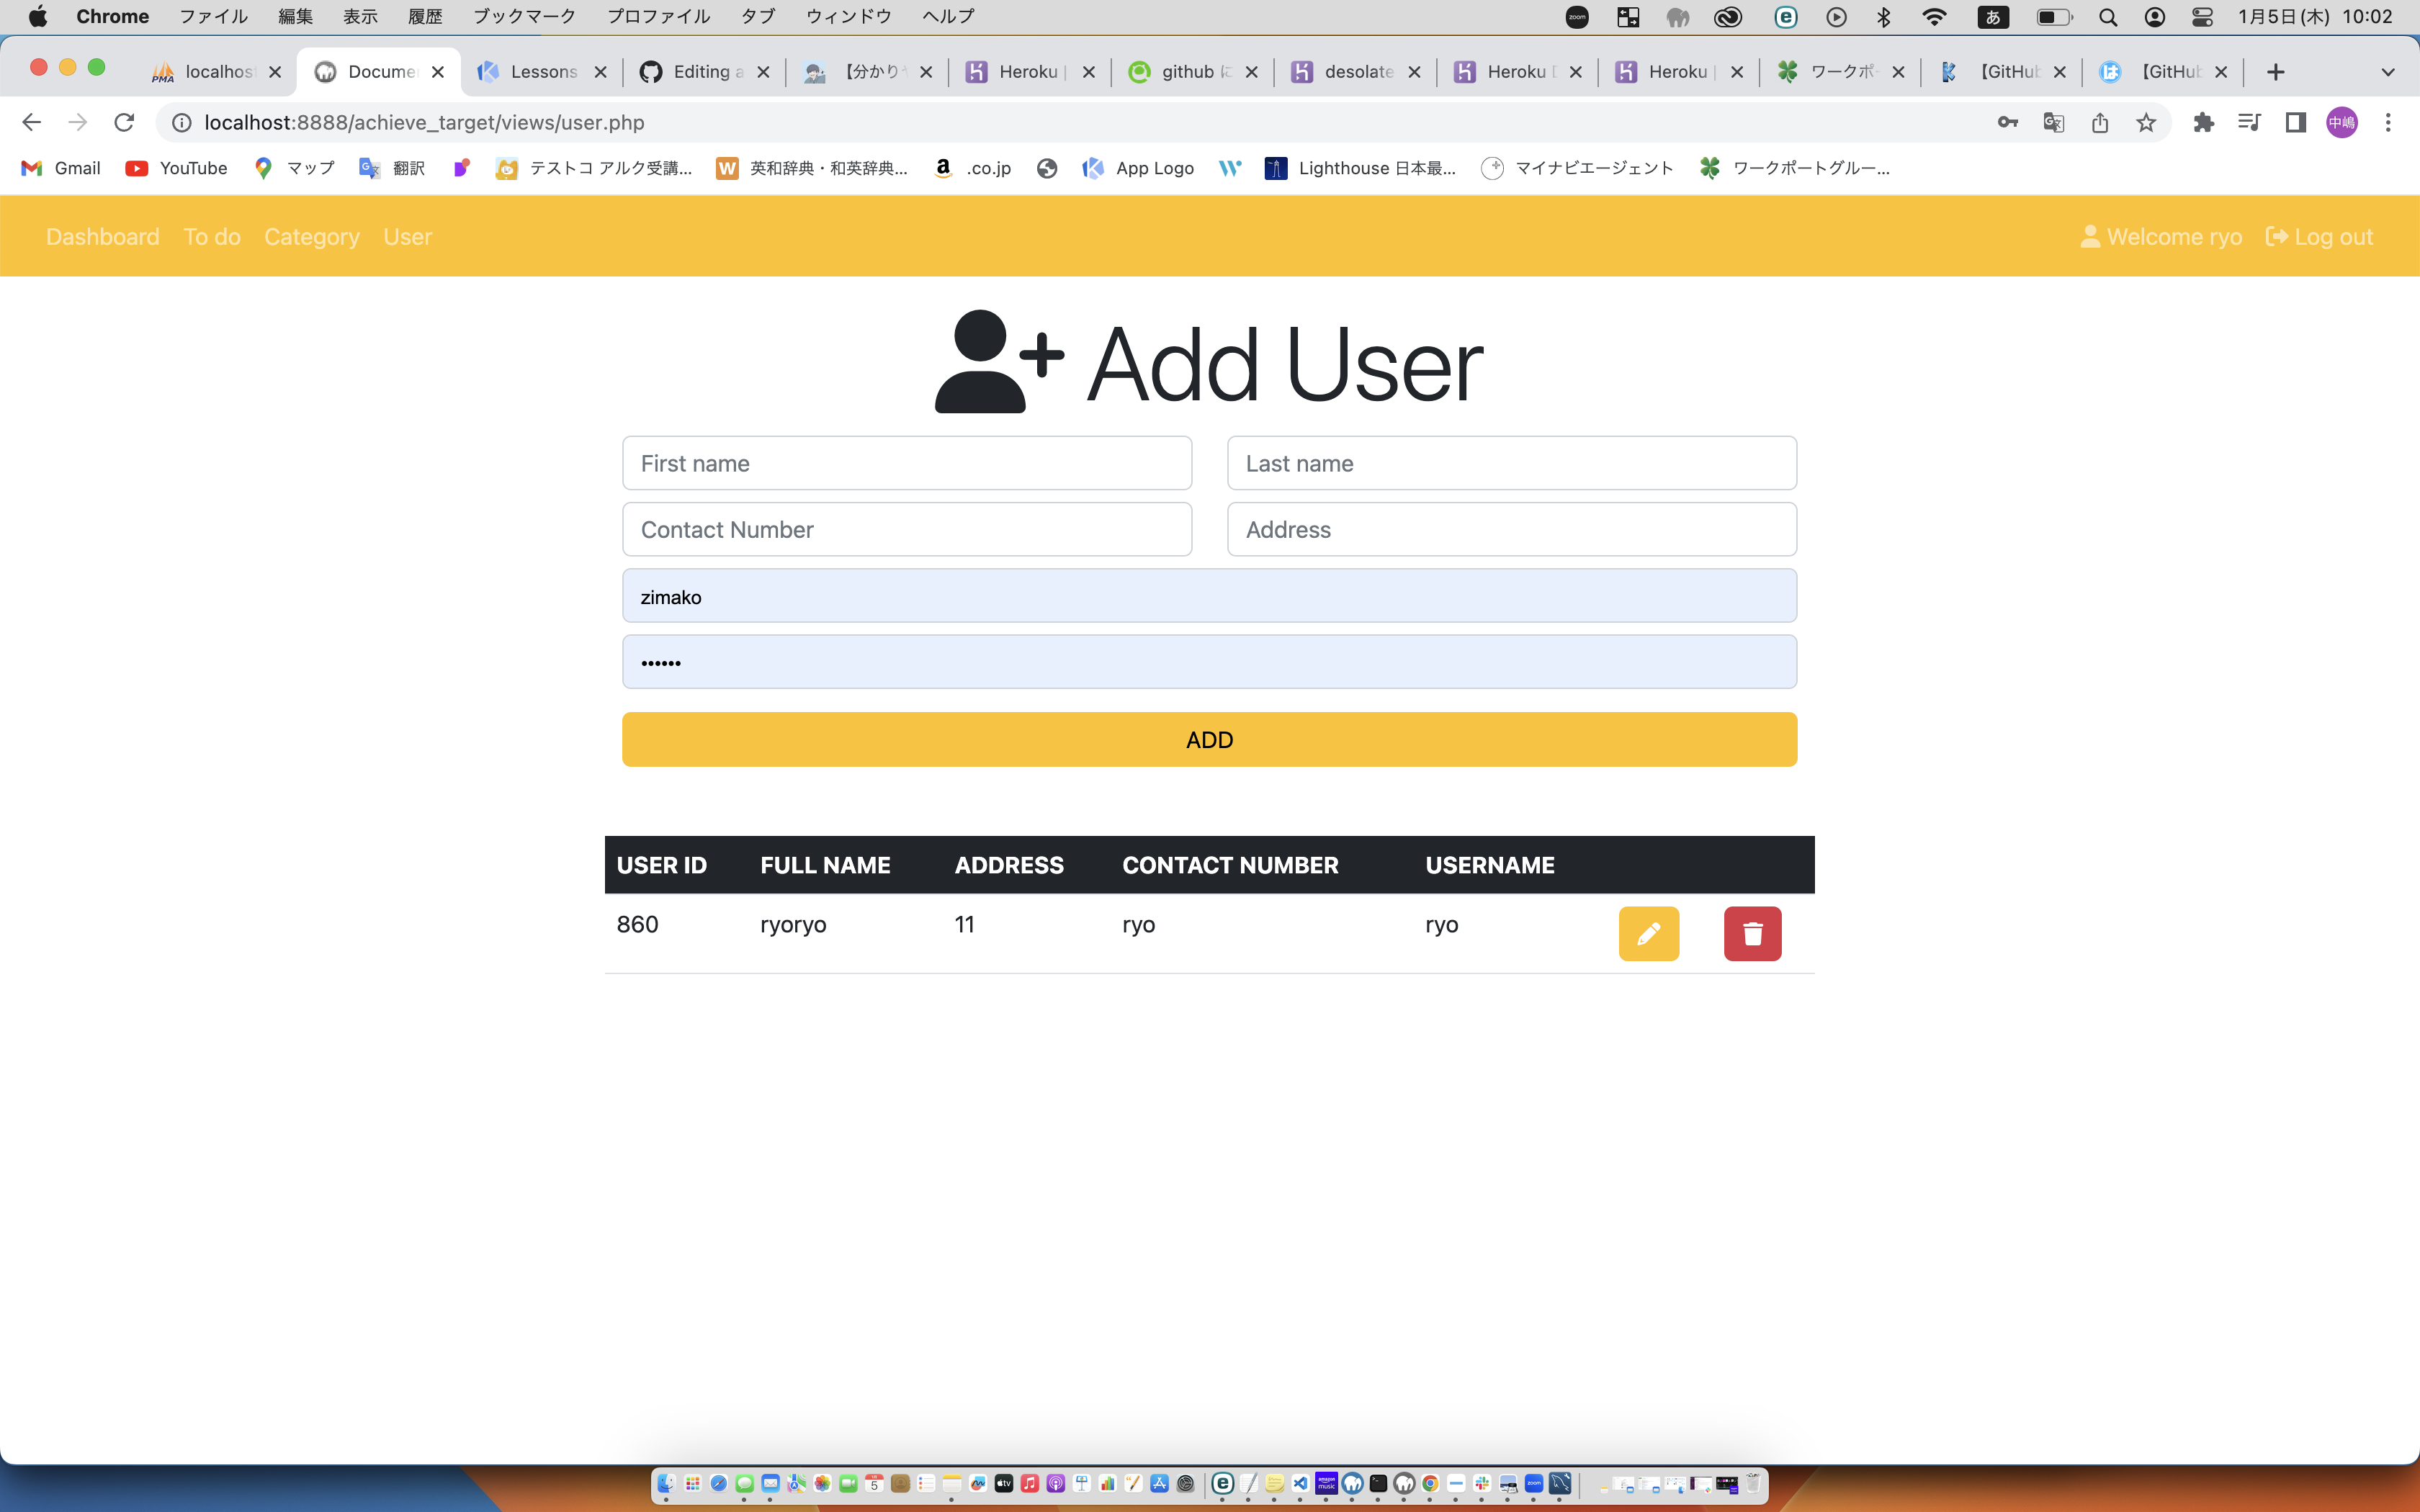 Chrome ファイル 編集 表示 履歴 ブックマーク プロファイル タブ ウィンドウ ヘルプ zoom あ 1月5日(木) 10:02
PMA localhos Docume Lessons Editing a 【分かりや Heroku | github に desolate Heroku D Heroku | ワークポー 【GitHub 【GitHub
localhost:8888/achieve_target/views/user.php 中嶋
Gmail YouTube マップ 翻訳 テストコ アルク受講... 英和辞典・和英辞典... .co.jp App Logo Lighthouse 日本最... マイナビエージェント ワークポートグルー...
Dashboard To do Category User Welcome ryo Log out
Add User
First name Last name
Contact Number Address
zimako
••••••
ADD
USER ID FULL NAME ADDRESS CONTACT NUMBER USERNAME
860 ryoryo 11 ryo ryo